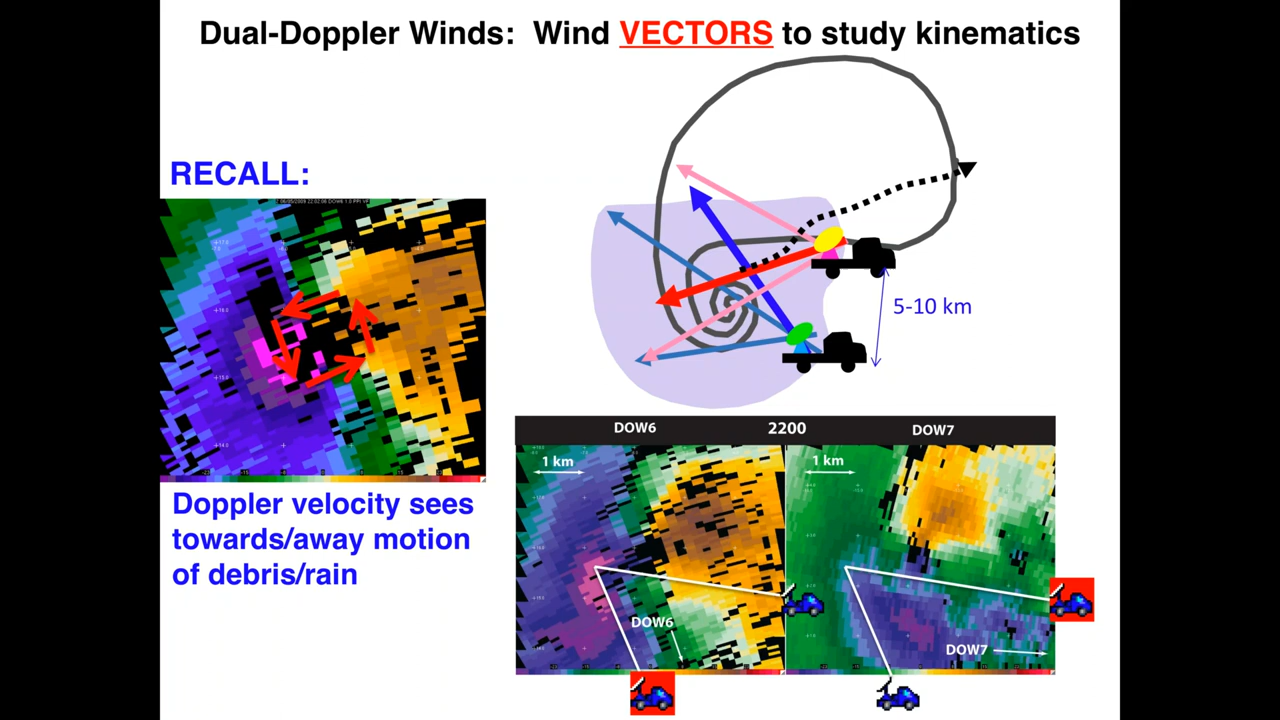 Dual-Doppler Winds: Wind VECTORS to study kinematics
RECALL:
5-10 km
Doppler velocity sees
towards/away motion
of debris/rain
DOW6 2200 DOW7
1 km
1 km
DOW6
DOW7